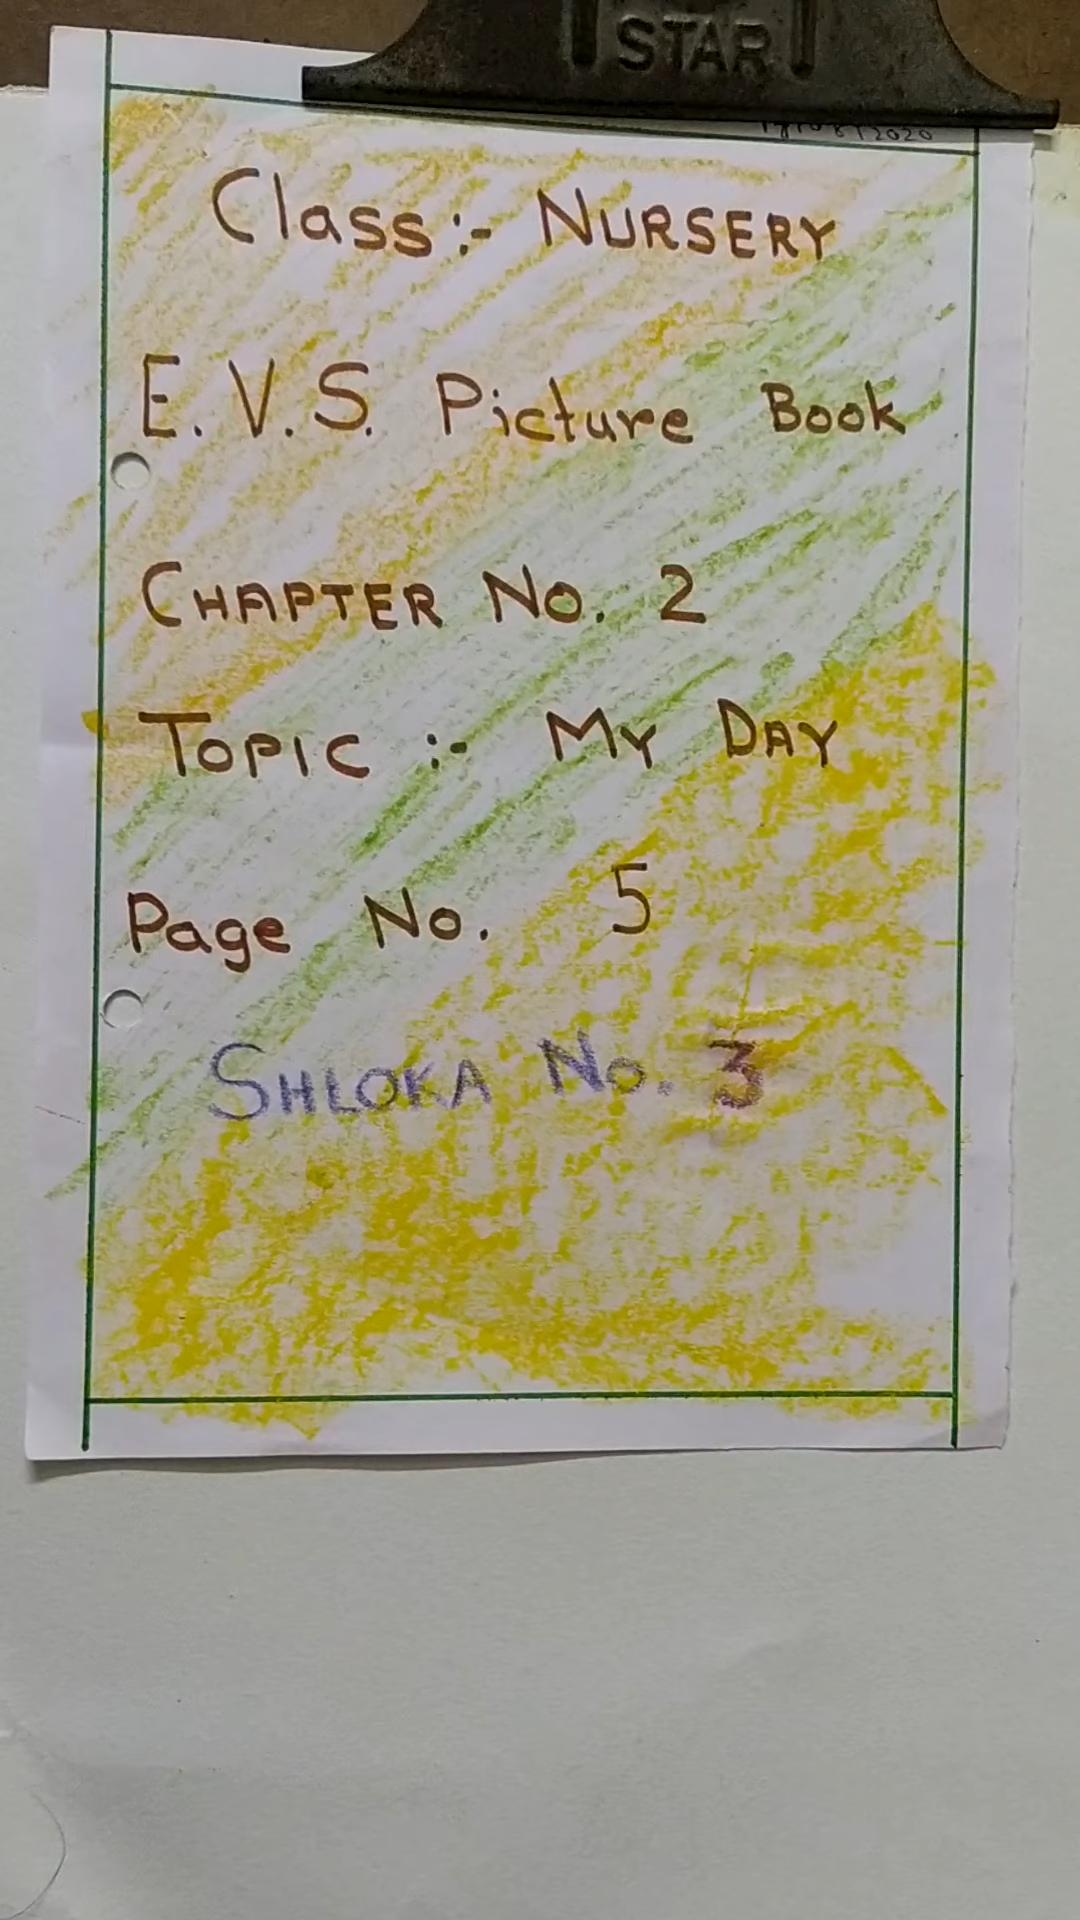 STAR
Class:- NURSERY
E.V.S. Picture Book
CHAPTER No. 2
TOPIC :- MY DAY
Page No. 5
SHLOKA No. 3